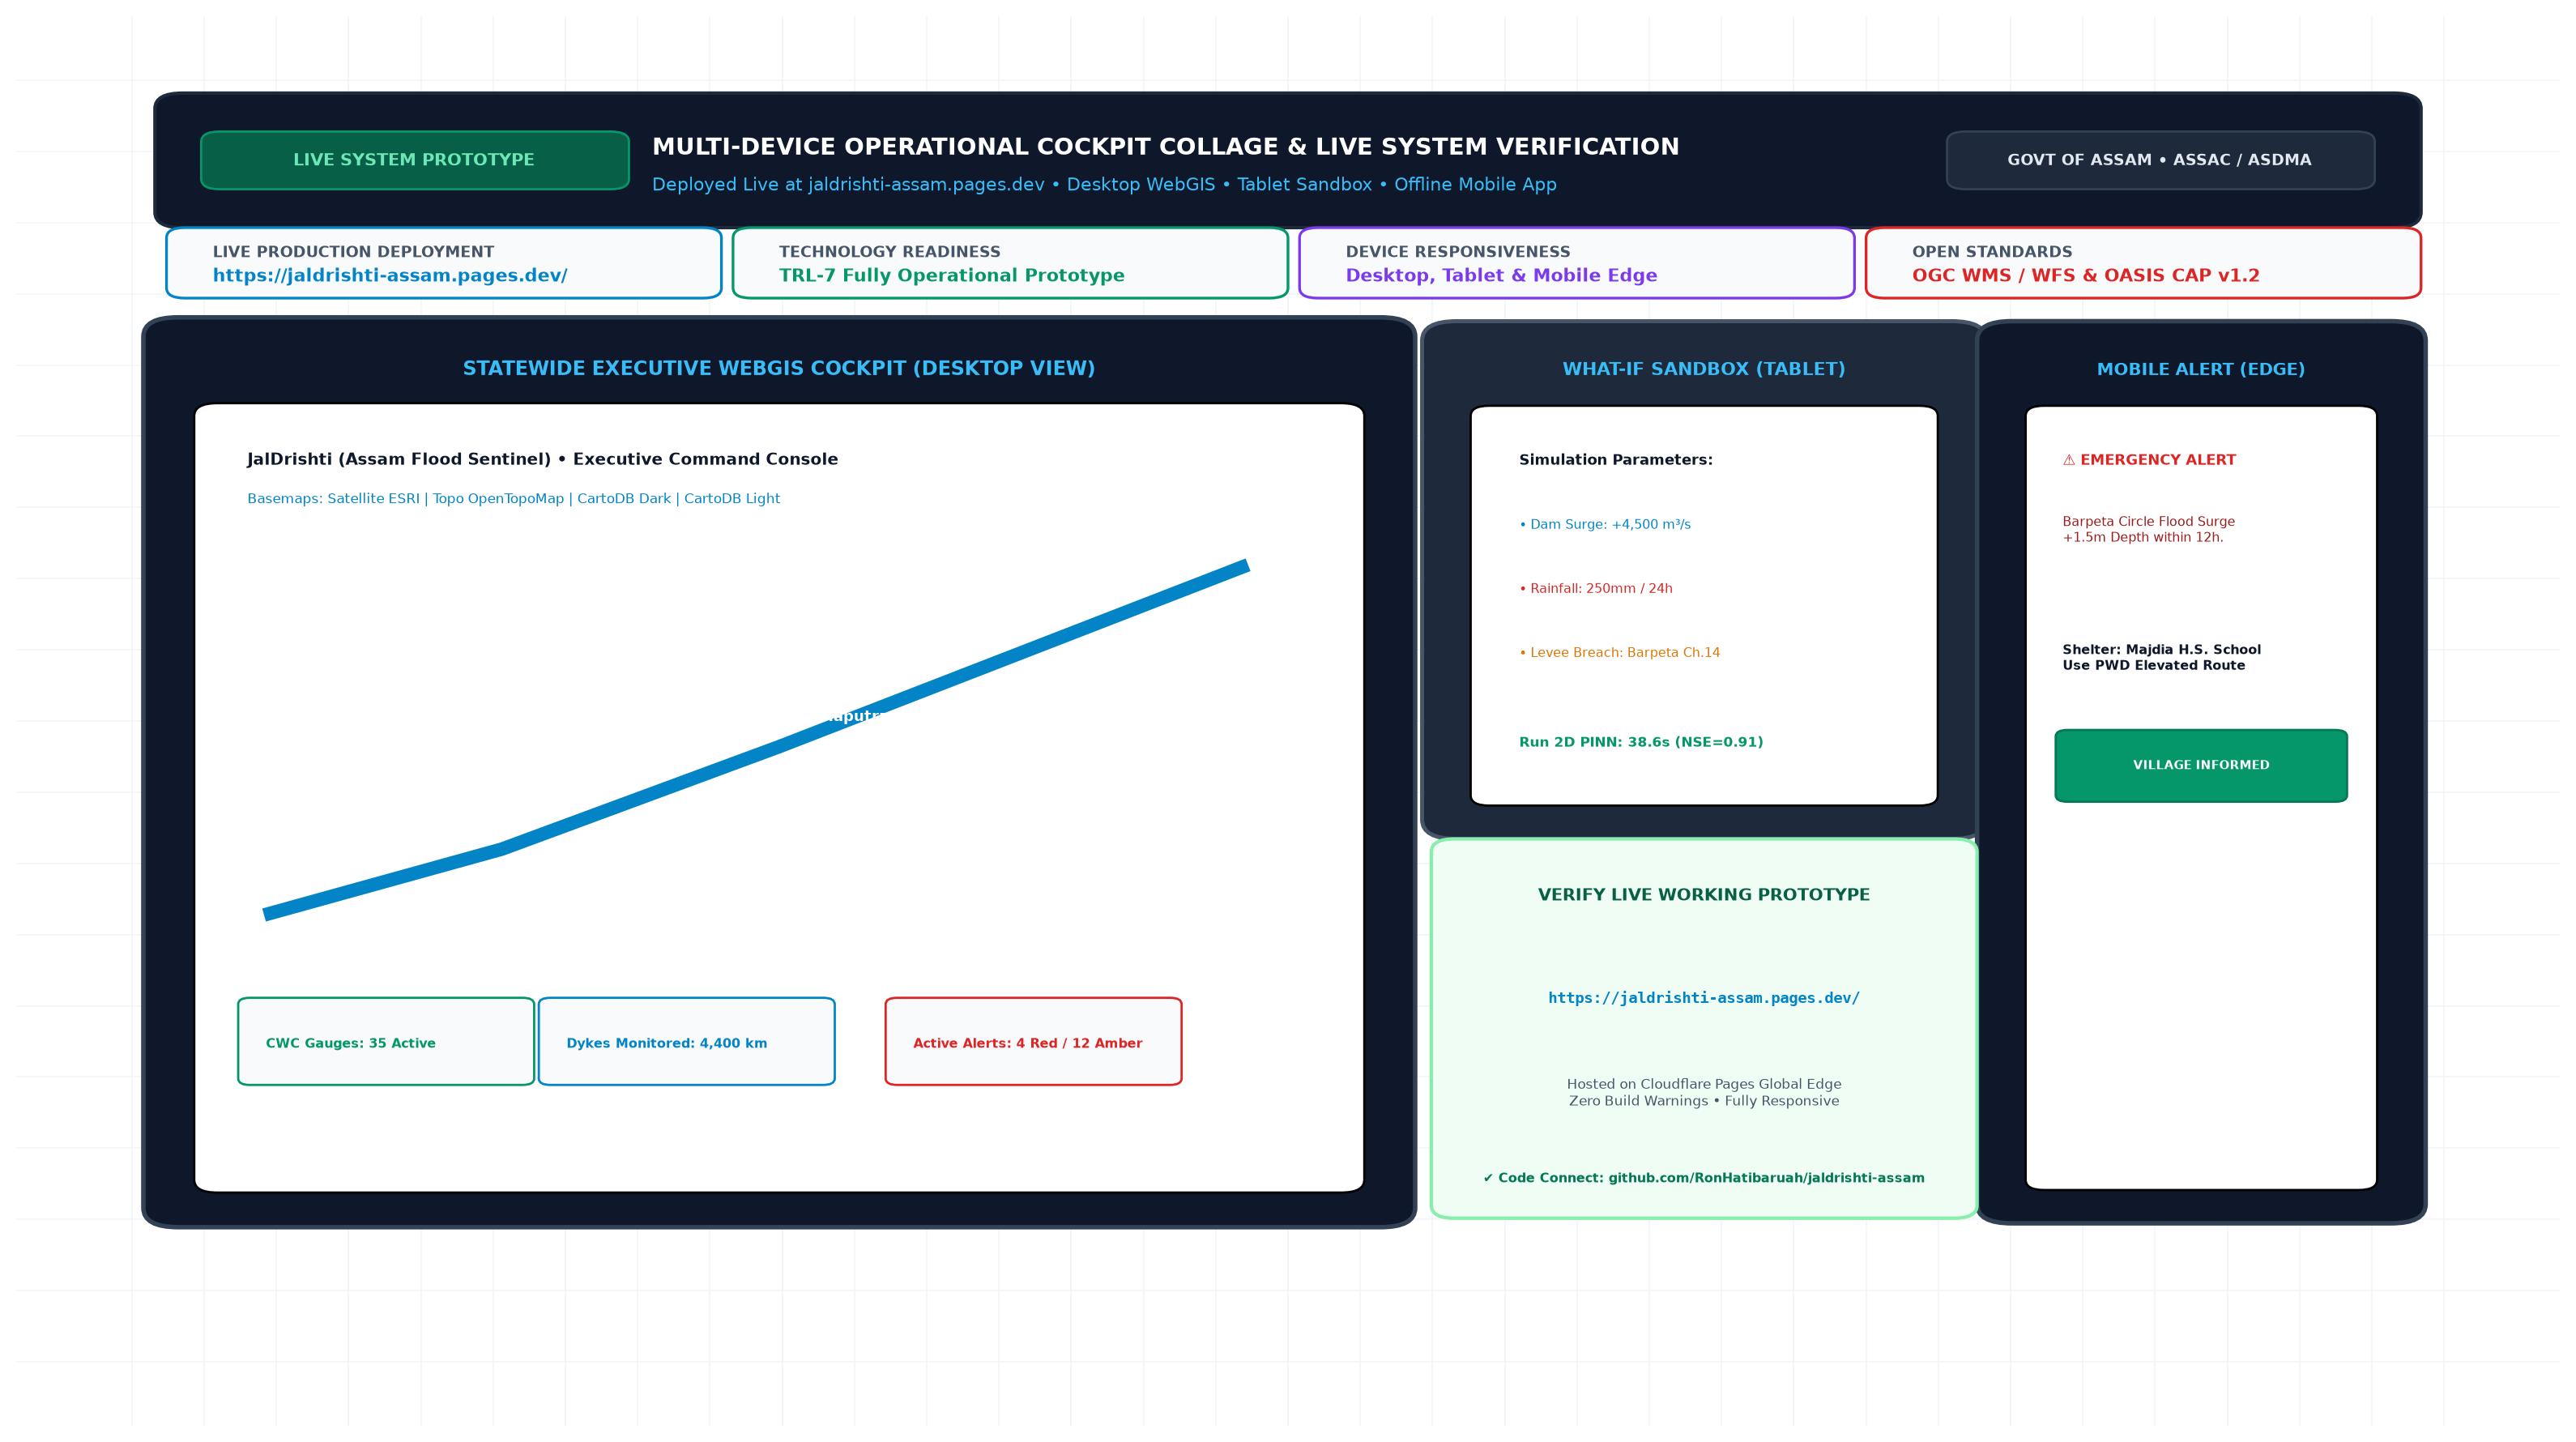 LIVE SYSTEM PROTOTYPE
MULTI-DEVICE OPERATIONAL COCKPIT COLLAGE & LIVE SYSTEM VERIFICATION
Deployed Live at jaldrishti-assam.pages.dev • Desktop WebGIS • Tablet Sandbox • Offline Mobile App
GOVT OF ASSAM • ASSAC / ASDMA
LIVE PRODUCTION DEPLOYMENT
https://jaldrishti-assam.pages.dev/
TECHNOLOGY READINESS
TRL-7 Fully Operational Prototype
DEVICE RESPONSIVENESS
Desktop, Tablet & Mobile Edge
OPEN STANDARDS
OGC WMS / WFS & OASIS CAP v1.2
STATEWIDE EXECUTIVE WEBGIS COCKPIT (DESKTOP VIEW)
JalDrishti (Assam Flood Sentinel) • Executive Command Console
Basemaps: Satellite ESRI | Topo OpenTopoMap | CartoDB Dark | CartoDB Light
CWC Gauges: 35 Active
Dykes Monitored: 4,400 km
Active Alerts: 4 Red / 12 Amber
WHAT-IF SANDBOX (TABLET)
Simulation Parameters:
• Dam Surge: +4,500 m³/s
• Rainfall: 250mm / 24h
• Levee Breach: Barpeta Ch.14
Run 2D PINN: 38.6s (NSE=0.91)
VERIFY LIVE WORKING PROTOTYPE
https://jaldrishti-assam.pages.dev/
Hosted on Cloudflare Pages Global Edge
Zero Build Warnings • Fully Responsive
✔ Code Connect: github.com/RonHatibaruah/jaldrishti-assam
MOBILE ALERT (EDGE)
⚠ EMERGENCY ALERT
Barpeta Circle Flood Surge
+1.5m Depth within 12h.
Shelter: Majdia H.S. School
Use PWD Elevated Route
VILLAGE INFORMED